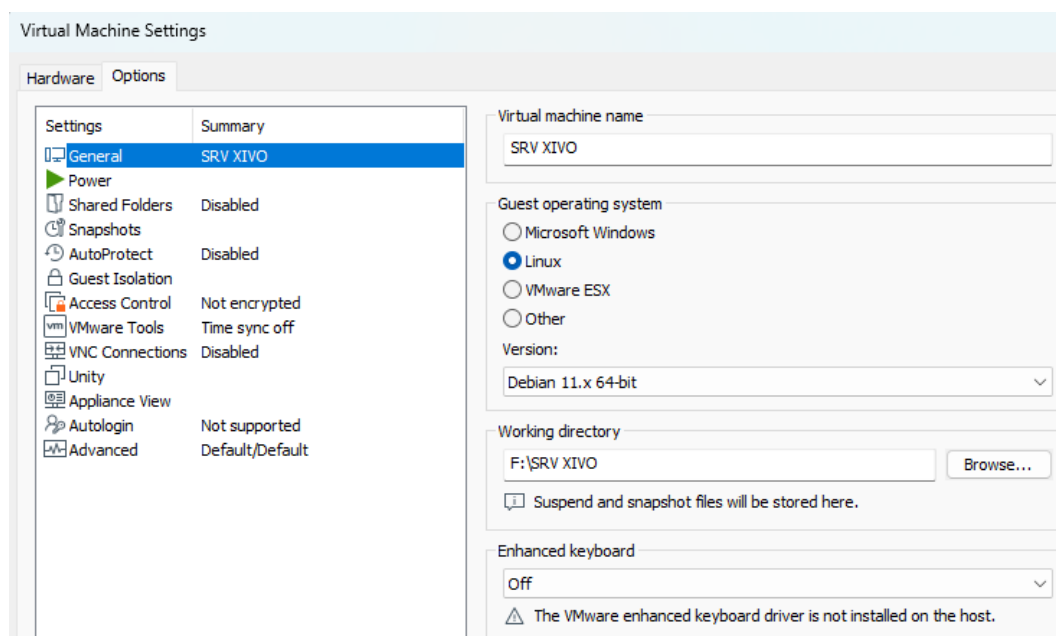 Virtual Machine Settings
Hardware Options
Settings Summary
General SRV XIVO
Power
Shared Folders Disabled
Snapshots
AutoProtect Disabled
Guest Isolation
Access Control Not encrypted
vm VMware Tools Time sync off
VNC Connections Disabled
Unity
Appliance View
Autologin Not supported
Advanced Default/Default
Virtual machine name
SRV XIVO
Guest operating system
Microsoft Windows
Linux
VMware ESX
Other
Version:
Debian 11.x 64-bit
Working directory
F:\SRV XIVO Browse...
Suspend and snapshot files will be stored here.
Enhanced keyboard
Off
The VMware enhanced keyboard driver is not installed on the host.